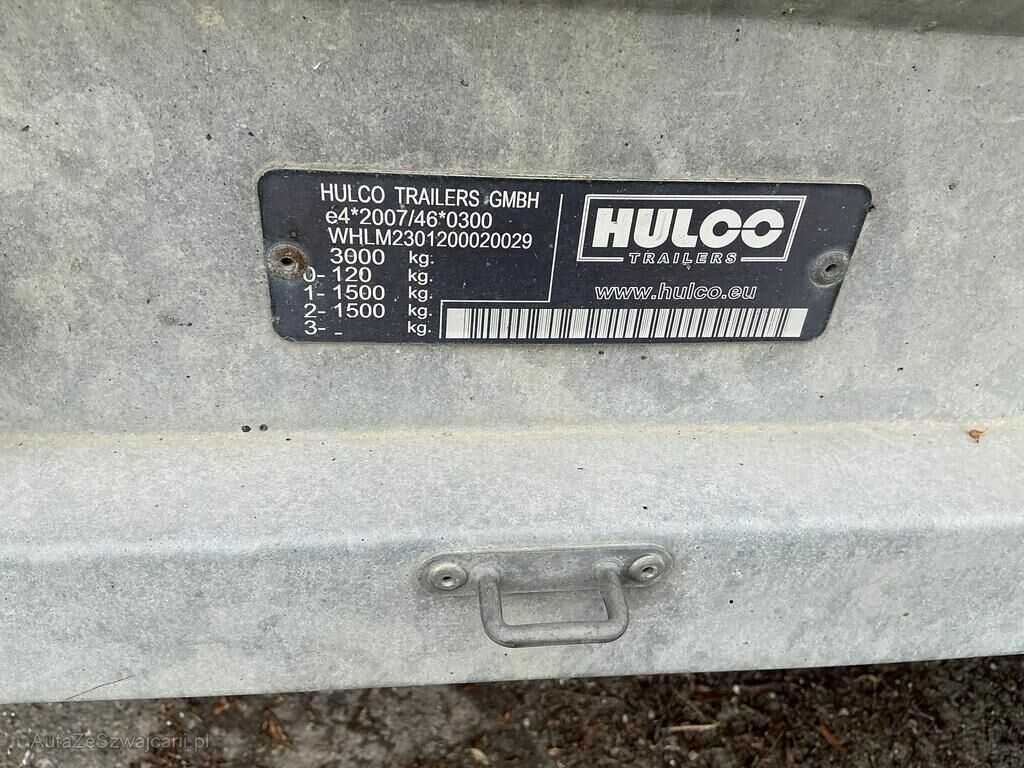 HULCO TRAILERS GMBH
e4*2007/46*0300
WHLM2301200020029
3000 kg.
0- 120 kg.
1- 1500 kg.
2- 1500 kg.
3- _ kg.
HULCO
TRAILERS
www.hulco.eu
AutaZeSzwajcarii.pl